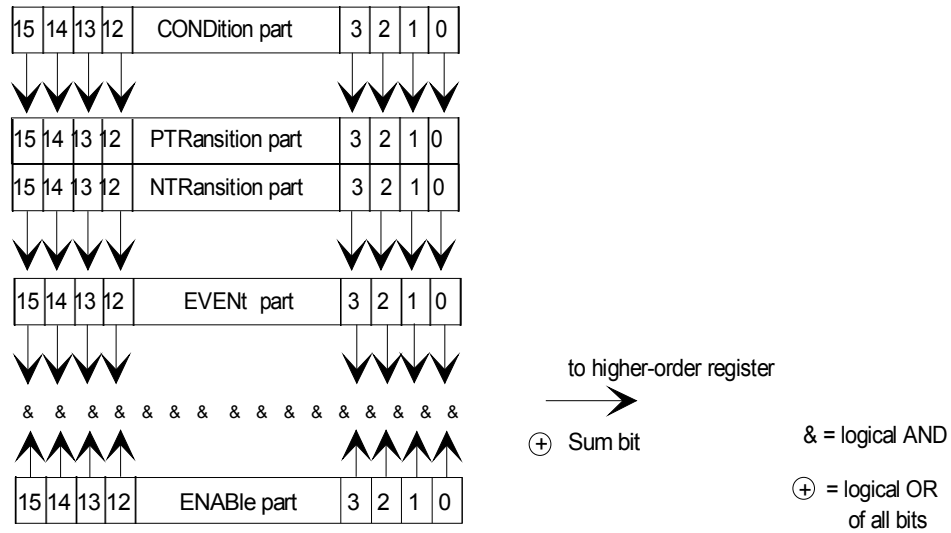 15 14 13 12 CONDition part 3 2 1 0
15 14 13 12 PTRansition part 3 2 1 0
15 14 13 12 NTRansition part 3 2 1 0
15 14 13 12 EVENt part 3 2 1 0
to higher-order register
& & & & & & & & & & & & & & & &
+ Sum bit
& = logical AND
15 14 13 12 ENABle part 3 2 1 0
+ = logical OR
of all bits